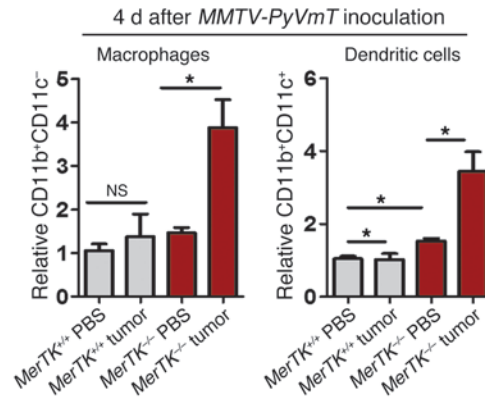 4 d after MMTV-PyVmT inoculation
Macrophages
Relative CD11b⁺CD11c⁻
5
4
3
2
1
0
NS
*
MerTK⁺/⁺ PBS
MerTK⁺/⁺ tumor
MerTK⁻/⁻ PBS
MerTK⁻/⁻ tumor
Dendritic cells
Relative CD11b⁺CD11c⁺
6
4
2
0
*
*
*
MerTK⁺/⁺ PBS
MerTK⁺/⁺ tumor
MerTK⁻/⁻ PBS
MerTK⁻/⁻ tumor